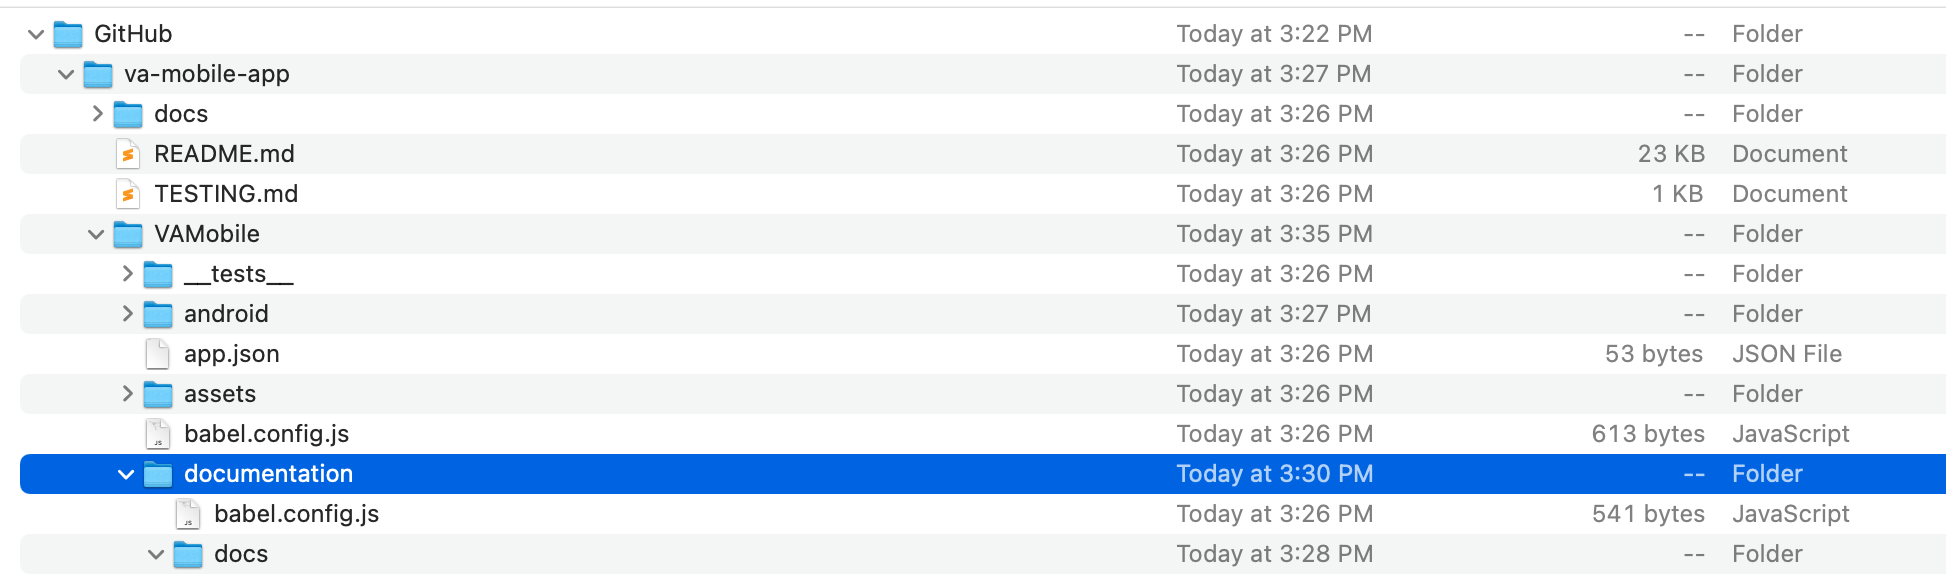 GitHub Today at 3:22 PM -- Folder
va-mobile-app Today at 3:27 PM -- Folder
docs Today at 3:26 PM -- Folder
README.md Today at 3:26 PM 23 KB Document
TESTING.md Today at 3:26 PM 1 KB Document
VAMobile Today at 3:35 PM -- Folder
__tests__ Today at 3:26 PM -- Folder
android Today at 3:27 PM -- Folder
app.json Today at 3:26 PM 53 bytes JSON File
assets Today at 3:26 PM -- Folder
babel.config.js Today at 3:26 PM 613 bytes JavaScript
documentation Today at 3:30 PM -- Folder
babel.config.js Today at 3:26 PM 541 bytes JavaScript
docs Today at 3:28 PM -- Folder